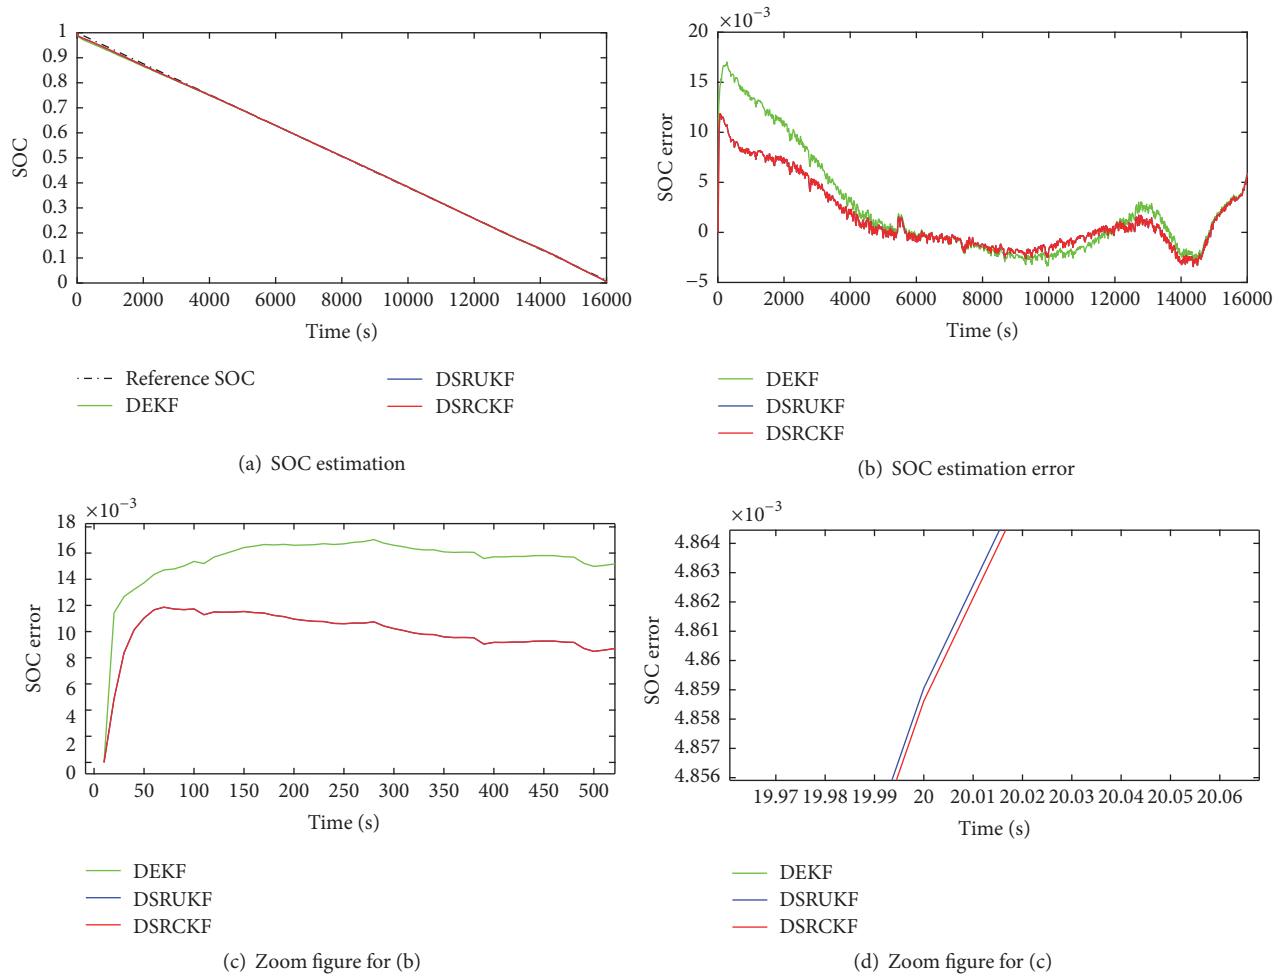 1
0.9
0.8
0.7
0.6
0.5
0.4
0.3
0.2
0.1
0
SOC
0 2000 4000 6000 8000 10000 12000 14000 16000
Time (s)
Reference SOC
DEKF
DSRUKF
DSRCKF
(a) SOC estimation
×10−3
20
15
10
5
0
−5
SOC error
0 2000 4000 6000 8000 10000 12000 14000 16000
Time (s)
DEKF
DSRUKF
DSRCKF
(b) SOC estimation error
×10−3
18
16
14
12
10
8
6
4
2
0
SOC error
0 50 100 150 200 250 300 350 400 450 500
Time (s)
DEKF
DSRUKF
DSRCKF
(c) Zoom figure for (b)
×10−3
4.864
4.863
4.862
4.861
4.86
4.859
4.858
4.857
4.856
SOC error
19.97 19.98 19.99 20 20.01 20.02 20.03 20.04 20.05 20.06
Time (s)
DEKF
DSRUKF
DSRCKF
(d) Zoom figure for (c)